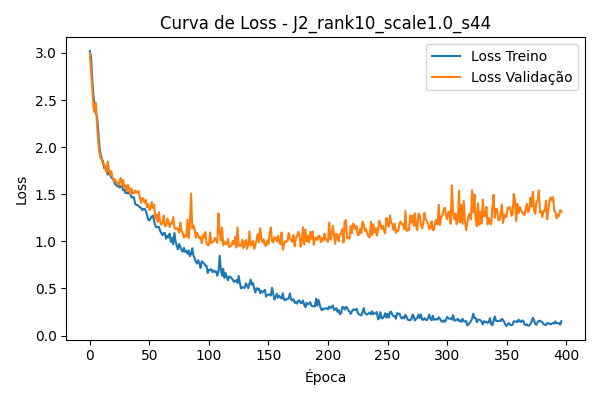 Curva de Loss - J2_rank10_scale1.0_s44
Loss Treino
Loss Validação
Loss
3.0
2.5
2.0
1.5
1.0
0.5
0.0
0 50 100 150 200 250 300 350 400
Época